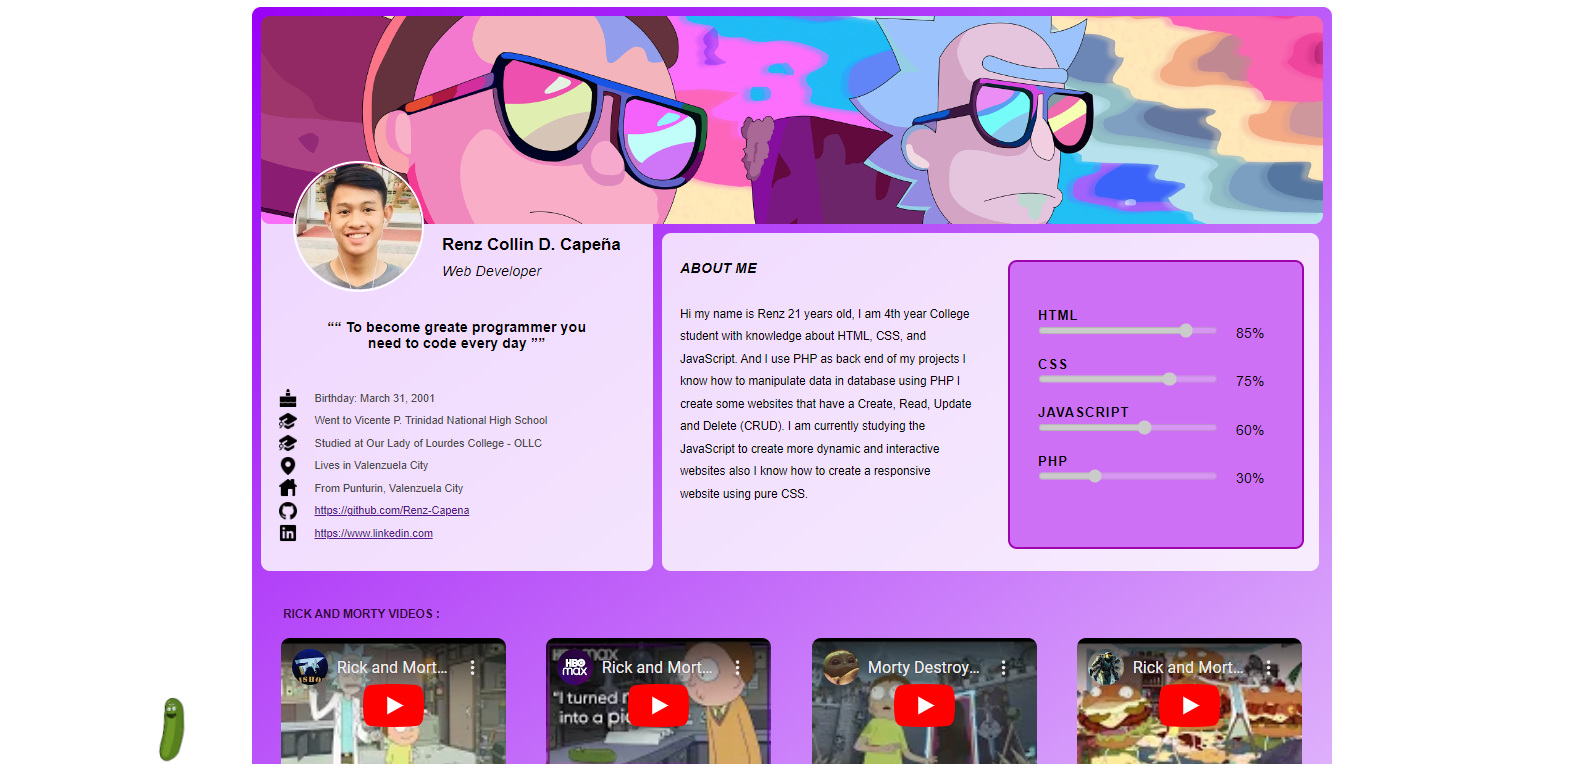 Renz Collin D. Capeña
Web Developer
““ To become greate programmer you
need to code every day ””
Birthday: March 31, 2001
Went to Vicente P. Trinidad National High School
Studied at Our Lady of Lourdes College - OLLC
Lives in Valenzuela City
From Punturin, Valenzuela City
https://github.com/Renz-Capena
https://www.linkedin.com
ABOUT ME
Hi my name is Renz 21 years old, I am 4th year College
student with knowledge about HTML, CSS, and
JavaScript. And I use PHP as back end of my projects I
know how to manipulate data in database using PHP I
create some websites that have a Create, Read, Update
and Delete (CRUD). I am currently studying the
JavaScript to create more dynamic and interactive
websites also I know how to create a responsive
website using pure CSS.
HTML
85%
CSS
75%
JAVASCRIPT
60%
PHP
30%
RICK AND MORTY VIDEOS :
Rick and Mort...
HBO
max
Rick and Mort...
"I turned
into a
Morty Destroy...
Rick and Mort...